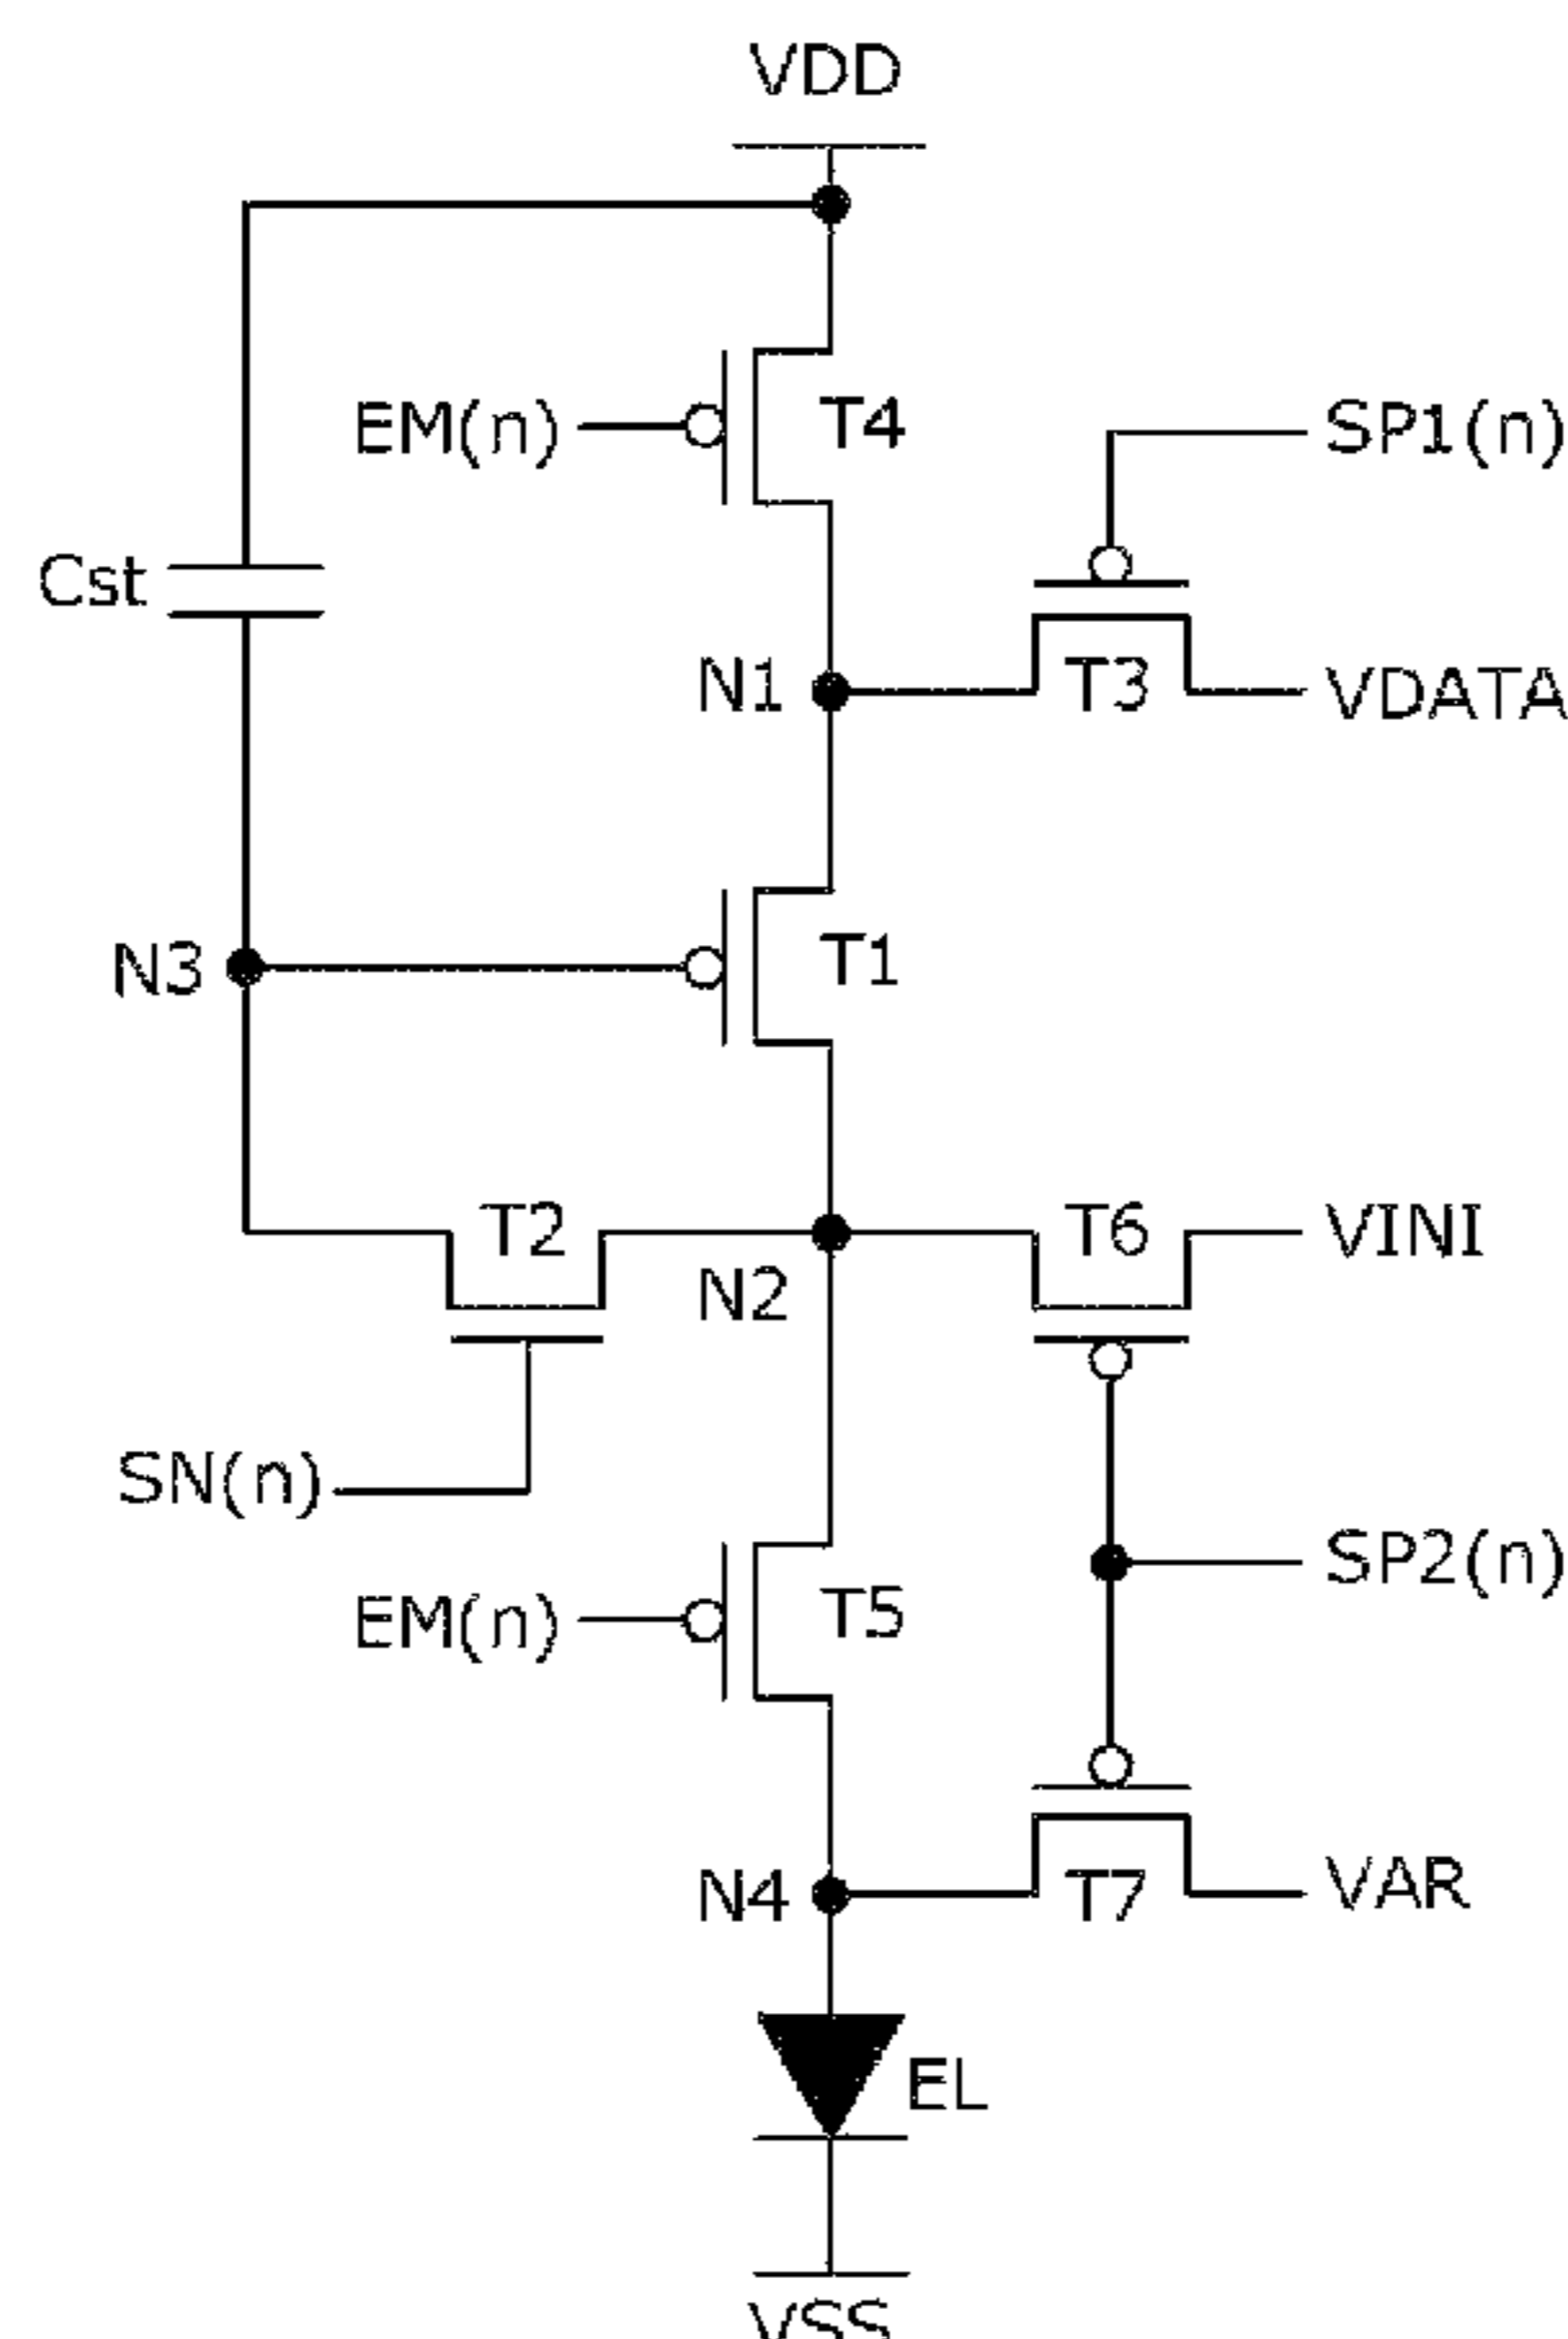 VDD
EM(n)
T4
SP1(n)
Cst
N1
T3
VDATA
N3
T1
T2
T6
VINI
N2
SN(n)
SP2(n)
EM(n)
T5
N4
T7
VAR
EL
VSS